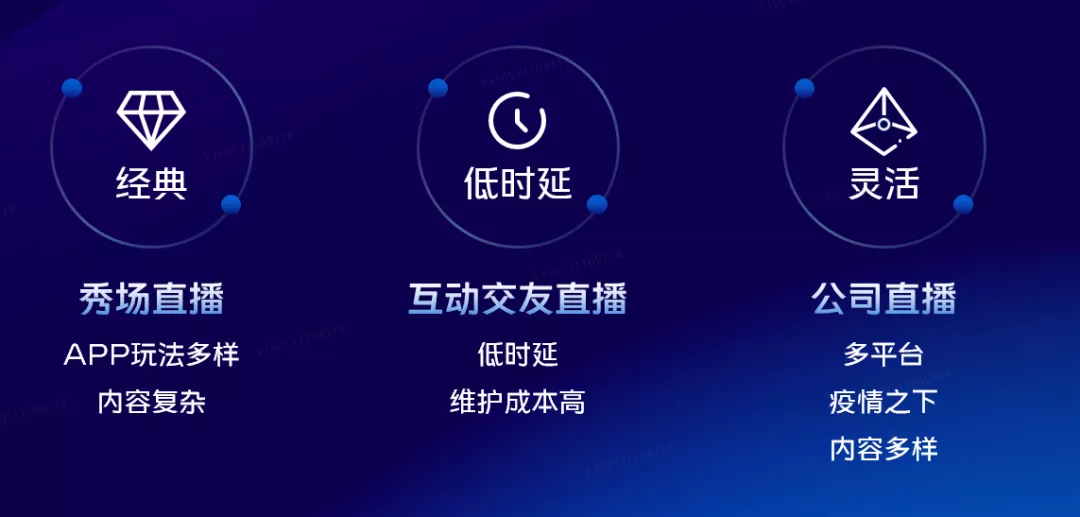 经典
低时延
灵活
秀场直播
互动交友直播
公司直播
APP玩法多样
低时延
多平台
内容复杂
维护成本高
疫情之下
内容多样